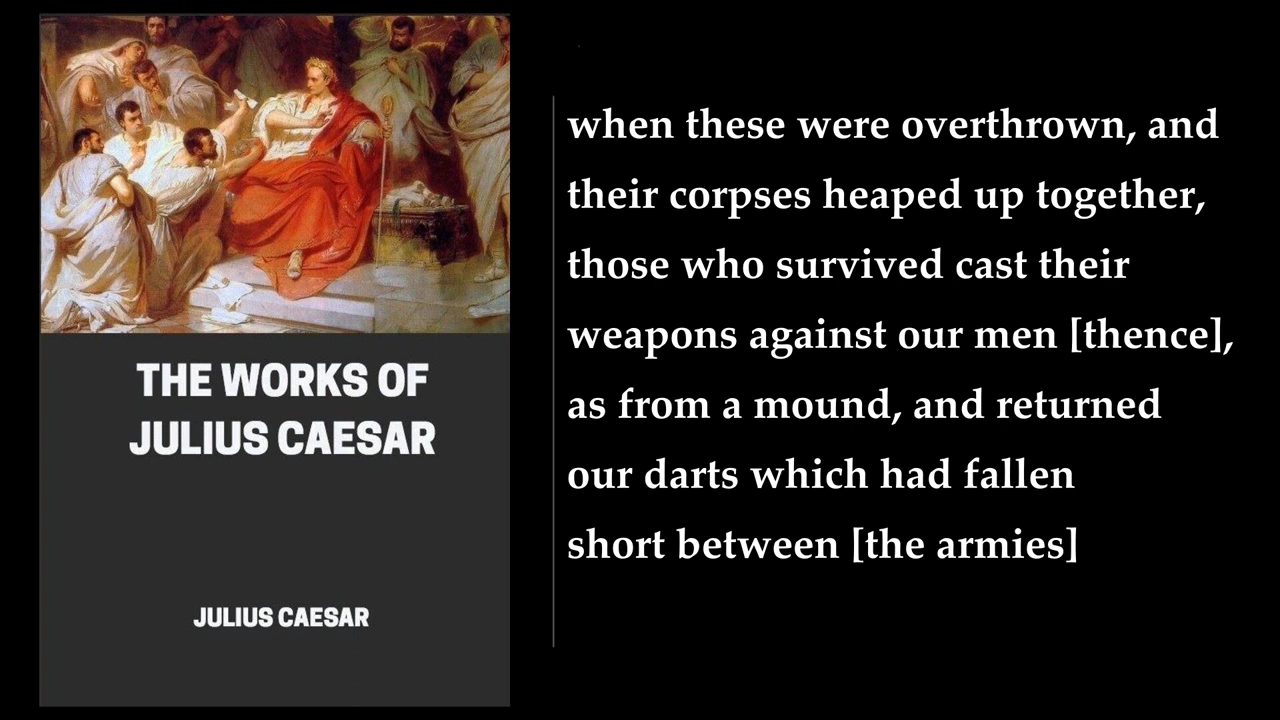 THE WORKS OF
JULIUS CAESAR
JULIUS CAESAR
when these were overthrown, and
their corpses heaped up together,
those who survived cast their
weapons against our men [thence],
as from a mound, and returned
our darts which had fallen
short between [the armies]